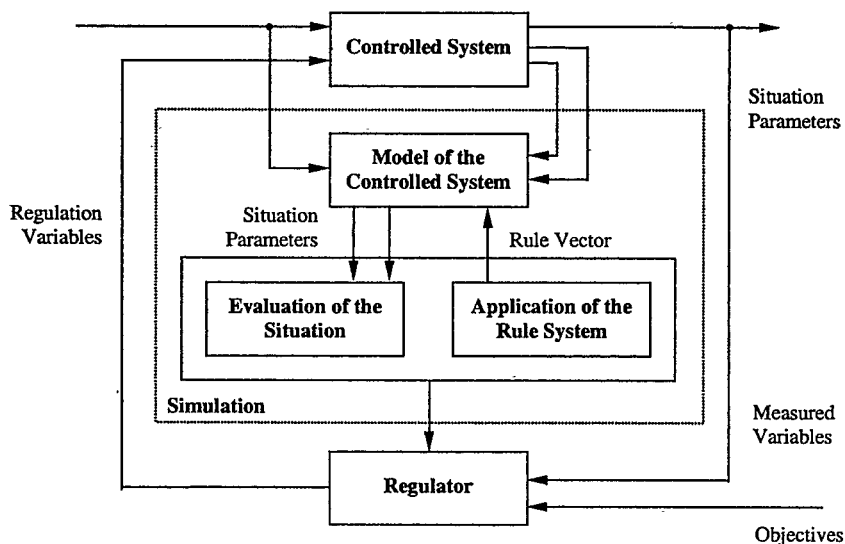 Controlled System
Situation
Parameters
Model of the
Controlled System
Regulation
Variables
Situation
Parameters
Rule Vector
Evaluation of the
Situation
Application of the
Rule System
Simulation
Measured
Variables
Regulator
Objectives